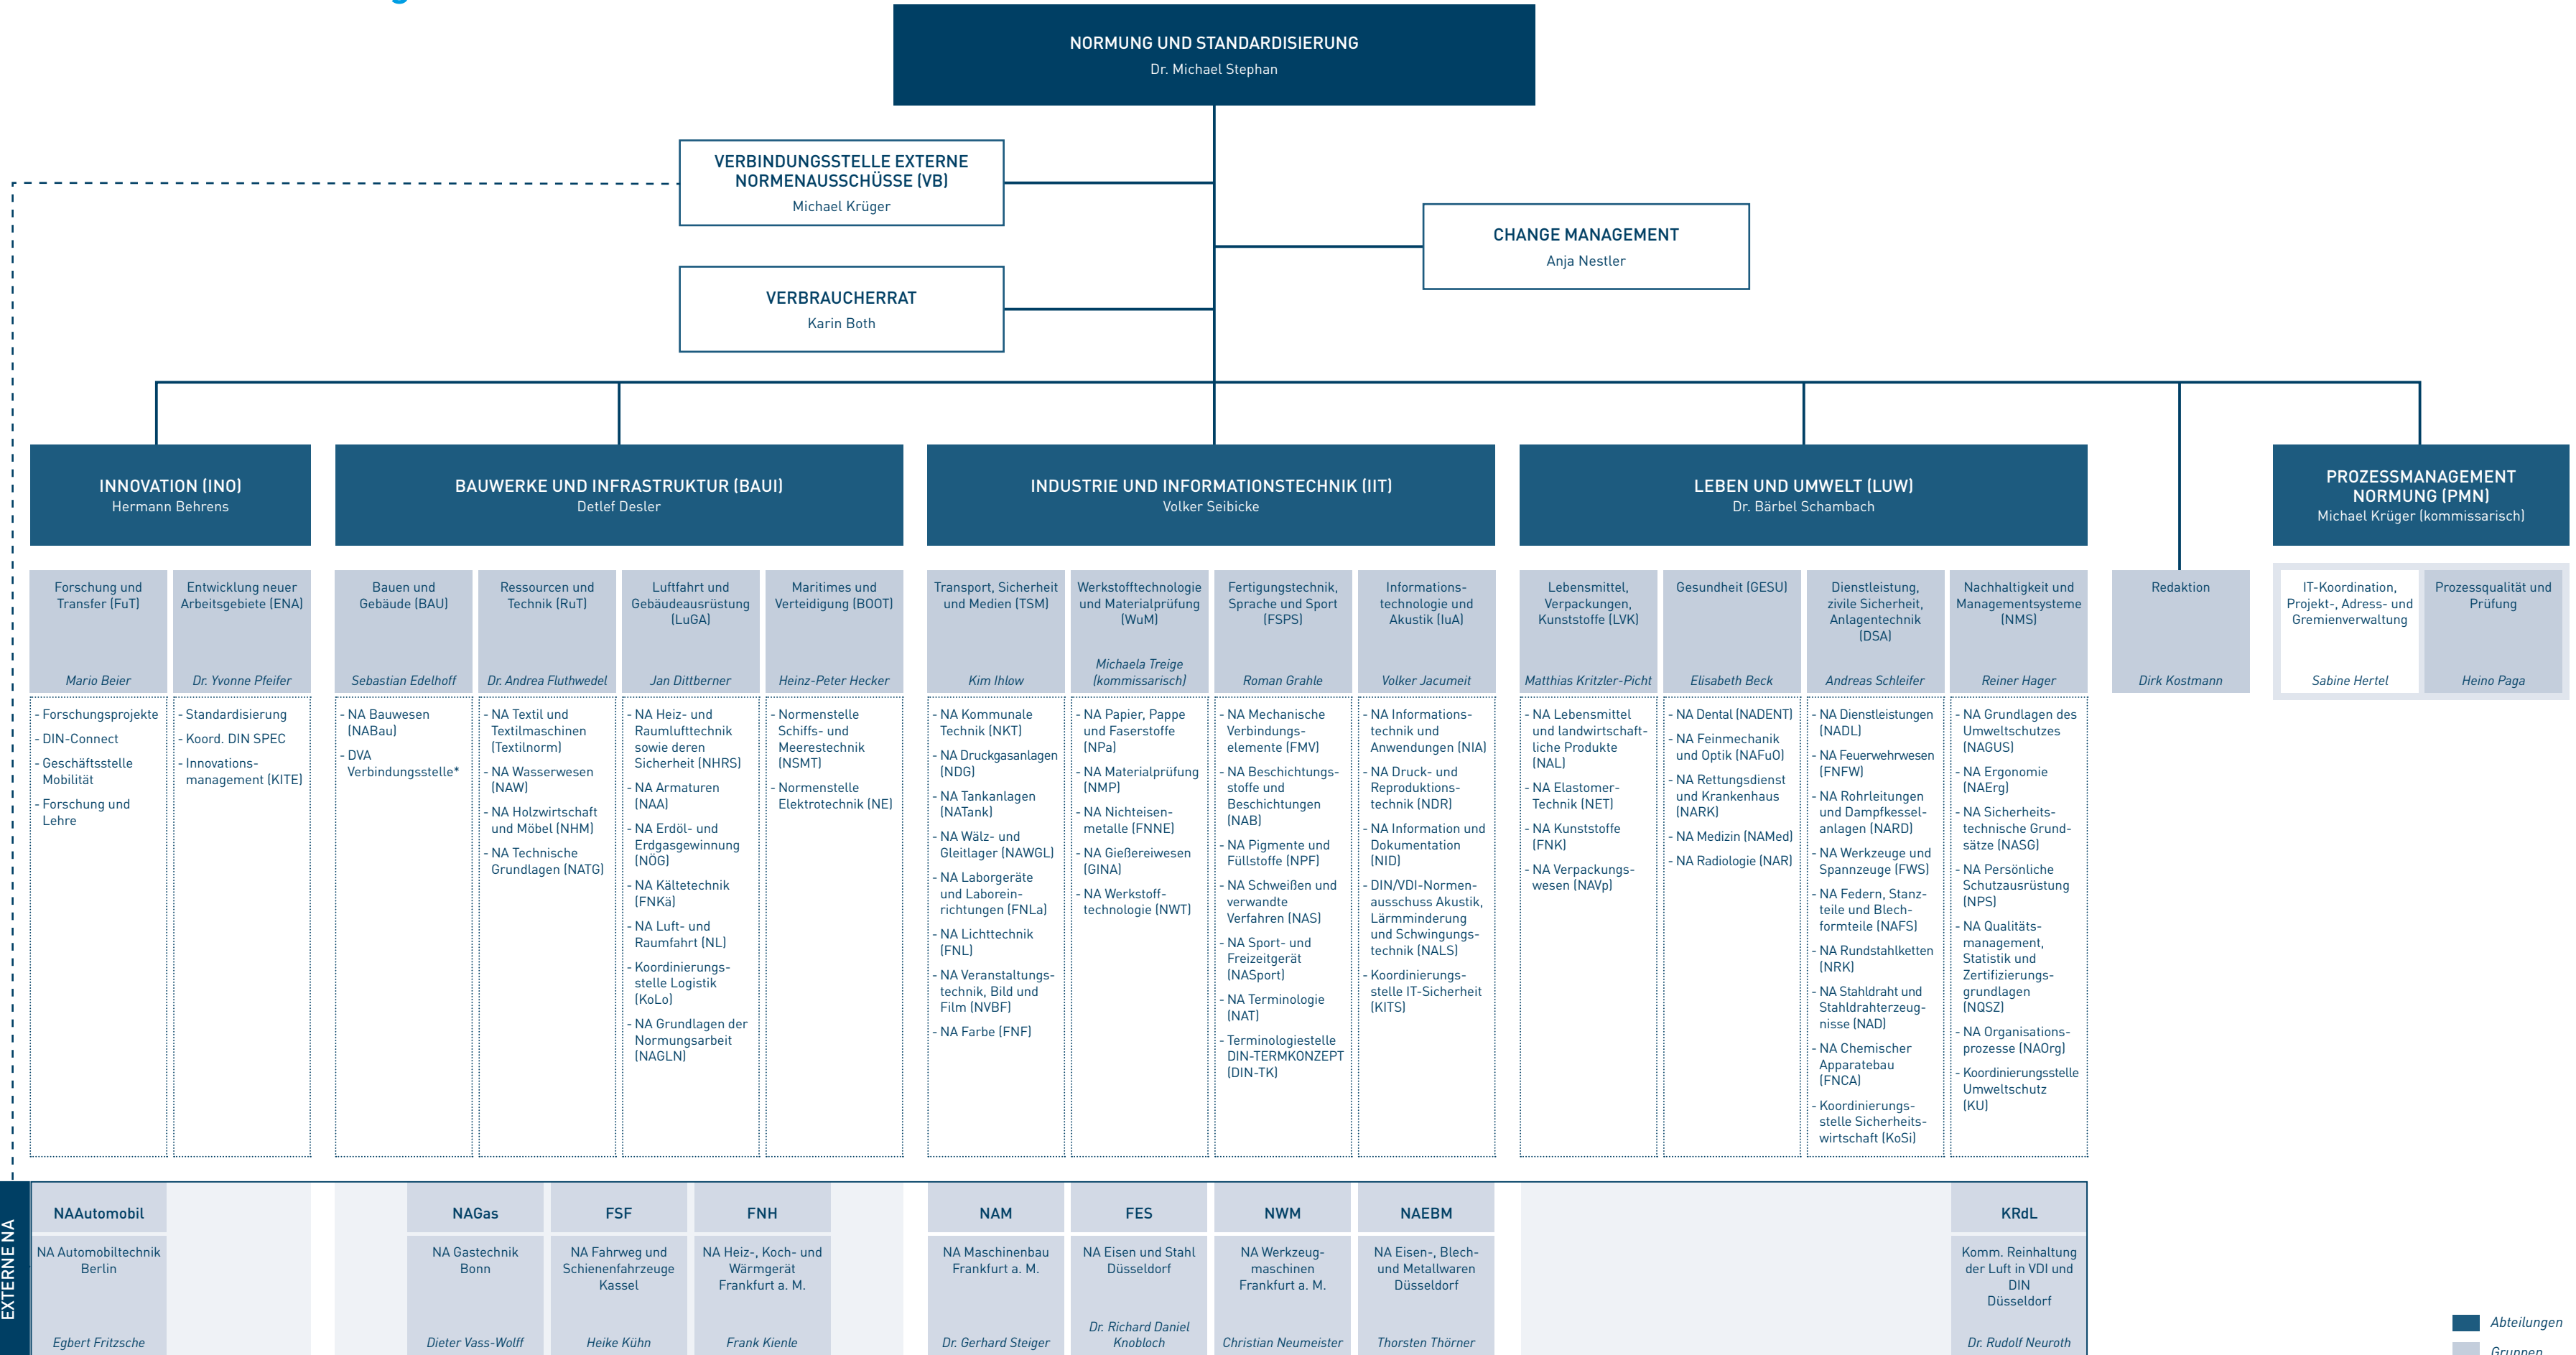 NORMUNG UND STANDARDISIERUNG
Dr. Michael Stephan
VERBINDUNGSSTELLE EXTERNE
NORMENAUSSCHÜSSE (VB)
Michael Krüger
CHANGE MANAGEMENT
Anja Nestler
VERBRAUCHERRAT
Karin Both
INNOVATION (INO)
Hermann Behrens
BAUWERKE UND INFRASTRUKTUR (BAUI)
Detlef Desler
INDUSTRIE UND INFORMATIONSTECHNIK (IIT)
Volker Seibicke
LEBEN UND UMWELT (LUW)
Dr. Bärbel Schambach
PROZESSMANAGEMENT
NORMUNG (PMN)
Michael Krüger (kommissarisch)
Forschung und
Transfer (FuT)
Mario Beier
- Forschungsprojekte
- DIN-Connect
- Geschäftsstelle
Mobilität
- Forschung und
Lehre
Entwicklung neuer
Arbeitsgebiete (ENA)
Dr. Yvonne Pfeifer
- Standardisierung
- Koord. DIN SPEC
- Innovations-
management (KITE)
Bauen und
Gebäude (BAU)
Sebastian Edelhoff
- NA Bauwesen
(NABau)
- DVA
Verbindungsstelle*
Ressourcen und
Technik (RuT)
Dr. Andrea Fluthwedel
- NA Textil und
Textilmaschinen
(Textilnorm)
- NA Wasserwesen
(NAW)
- NA Holzwirtschaft
und Möbel (NHM)
- NA Technische
Grundlagen (NATG)
Luftfahrt und
Gebäudeausrüstung
(LuGA)
Jan Dittberner
- NA Heiz- und
Raumlufttechnik
sowie deren
Sicherheit (NHRS)
- NA Armaturen
(NAA)
- NA Erdöl- und
Erdgasgewinnung
(NÖG)
- NA Kältetechnik
(FNKä)
- NA Luft- und
Raumfahrt (NL)
- Koordinierungs-
stelle Logistik
(KoLo)
- NA Grundlagen der
Normungsarbeit
(NAGLN)
Maritimes und
Verteidigung (BOOT)
Heinz-Peter Hecker
- Normenstelle
Schiffs- und
Meerestechnik
(NSMT)
- Normenstelle
Elektrotechnik (NE)
Transport, Sicherheit
und Medien (TSM)
Kim Ihlow
- NA Kommunale
Technik (NKT)
- NA Druckgasanlagen
(NDG)
- NA Tankanlagen
(NATank)
- NA Wälz- und
Gleitlager (NAWGL)
- NA Laborgeräte
und Laborein-
richtungen (FNLa)
- NA Lichttechnik
(FNL)
- NA Veranstaltungs-
technik, Bild und
Film (NVBF)
- NA Farbe (FNF)
Werkstofftechnologie
und Materialprüfung
(WuM)
Michaela Treige
(kommissarisch)
- NA Papier, Pappe
und Faserstoffe
(NPa)
- NA Materialprüfung
(NMP)
- NA Nichteisen-
metalle (FNNE)
- NA Gießereiwesen
(GINA)
- NA Werkstoff-
technologie (NWT)
Fertigungstechnik,
Sprache und Sport
(FSPS)
Roman Grahle
- NA Mechanische
Verbindungs-
elemente (FMV)
- NA Beschichtungs-
stoffe und
Beschichtungen
(NAB)
- NA Pigmente und
Füllstoffe (NPF)
- NA Schweißen und
verwandte
Verfahren (NAS)
- NA Sport- und
Freizeitgerät
(NASport)
- NA Terminologie
(NAT)
- Terminologiestelle
DIN-TERMKONZEPT
(DIN-TK)
Informations-
technologie und
Akustik (IuA)
Volker Jacumeit
- NA Informations-
technik und
Anwendungen (NIA)
- NA Druck- und
Reproduktions-
technik (NDR)
- NA Information und
Dokumentation
(NID)
- DIN/VDI-Normen-
ausschuss Akustik,
Lärmminderung
und Schwingungs-
technik (NALS)
- Koordinierungs-
stelle IT-Sicherheit
(KITS)
Lebensmittel,
Verpackungen,
Kunststoffe (LVK)
Matthias Kritzler-Picht
- NA Lebensmittel
und landwirtschaft-
liche Produkte
(NAL)
- NA Elastomer-
Technik (NET)
- NA Kunststoffe
(FNK)
- NA Verpackungs-
wesen (NAVp)
Gesundheit (GESU)
Elisabeth Beck
- NA Dental (NADENT)
- NA Feinmechanik
und Optik (NAFuO)
- NA Rettungsdienst
und Krankenhaus
(NARK)
- NA Medizin (NAMed)
- NA Radiologie (NAR)
Dienstleistung,
zivile Sicherheit,
Anlagentechnik
(DSA)
Andreas Schleifer
- NA Dienstleistungen
(NADL)
- NA Feuerwehrwesen
(FNFW)
- NA Rohrleitungen
und Dampfkessel-
anlagen (NARD)
- NA Werkzeuge und
Spannzeuge (FWS)
- NA Federn, Stanz-
teile und Blech-
formteile (NAFS)
- NA Rundstahlketten
(NRK)
- NA Stahldraht und
Stahldrahterzeug-
nisse (NAD)
- NA Chemischer
Apparatebau
(FNCA)
- Koordinierungs-
stelle Sicherheits-
wirtschaft (KoSi)
Nachhaltigkeit und
Managementsysteme
(NMS)
Reiner Hager
- NA Grundlagen des
Umweltschutzes
(NAGUS)
- NA Ergonomie
(NAErg)
- NA Sicherheits-
technische Grund-
sätze (NASG)
- NA Persönliche
Schutzausrüstung
(NPS)
- NA Qualitäts-
management,
Statistik und
Zertifizierungs-
grundlagen
(NQSZ)
- NA Organisations-
prozesse (NAOrg)
- Koordinierungsstelle
Umweltschutz
(KU)
Redaktion
Dirk Kostmann
IT-Koordination,
Projekt-, Adress- und
Gremienverwaltung
Sabine Hertel
Prozessqualität und
Prüfung
Heino Paga
EXTERNE NA
NAAutomobil
NA Automobiltechnik
Berlin
Egbert Fritzsche
NAGas
NA Gastechnik
Bonn
Dieter Vass-Wolff
FSF
NA Fahrweg und
Schienenfahrzeuge
Kassel
Heike Kühn
FNH
NA Heiz-, Koch- und
Wärmgerät
Frankfurt a. M.
Frank Kienle
NAM
NA Maschinenbau
Frankfurt a. M.
Dr. Gerhard Steiger
FES
NA Eisen und Stahl
Düsseldorf
Dr. Richard Daniel
Knobloch
NWM
NA Werkzeug-
maschinen
Frankfurt a. M.
Christian Neumeister
NAEBM
NA Eisen-, Blech-
und Metallwaren
Düsseldorf
Thorsten Thörner
KRdL
Komm. Reinhaltung
der Luft in VDI und
DIN
Düsseldorf
Dr. Rudolf Neuroth
Abteilungen
Gruppen